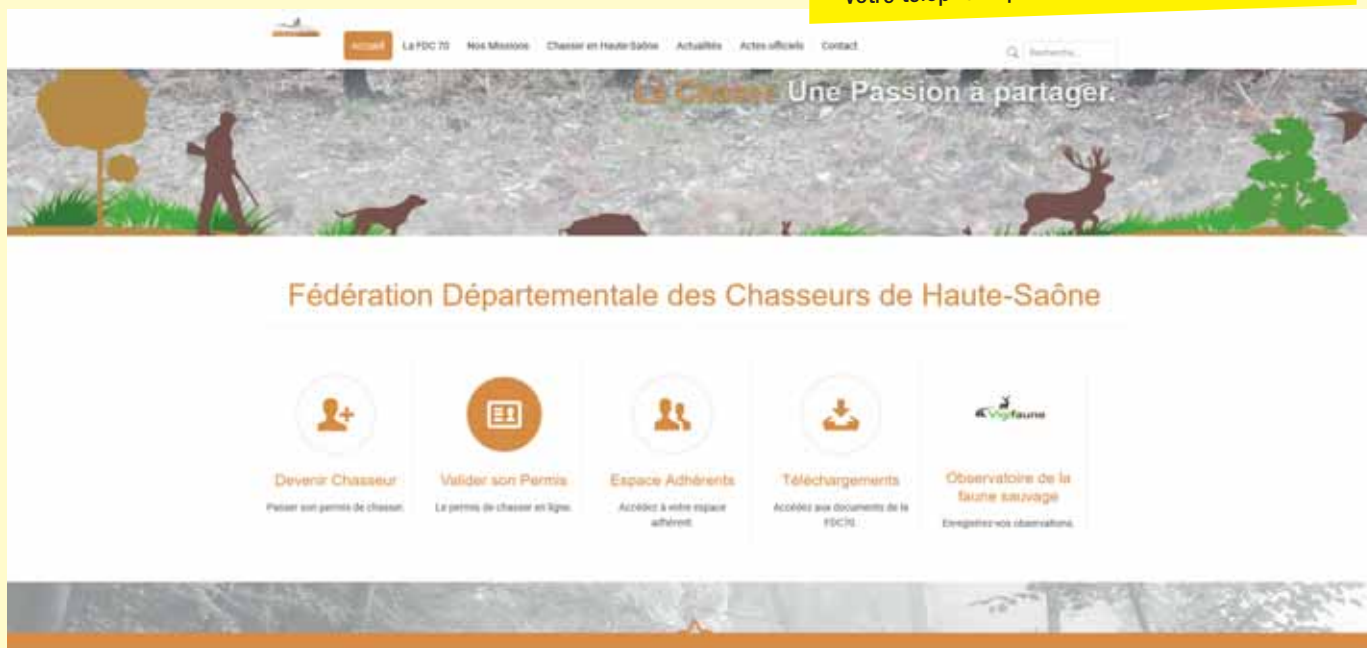 Votre
Accueil La FDC 70 Nos Missions Chasser en Haute-Saône Actualités Actes officiels Contact
Recherche...
La Chasse, Une Passion à partager.
Fédération Départementale des Chasseurs de Haute-Saône
Vigifaune
Devenir Chasseur
Passer son permis de chasser.
Valider son Permis
Le permis de chasser en ligne.
Espace Adhérents
Accédez à votre espace
adhérent.
Téléchargements
Accédez aux documents de la
FDC70.
Observatoire de la
faune sauvage
Enregistrez vos observations.